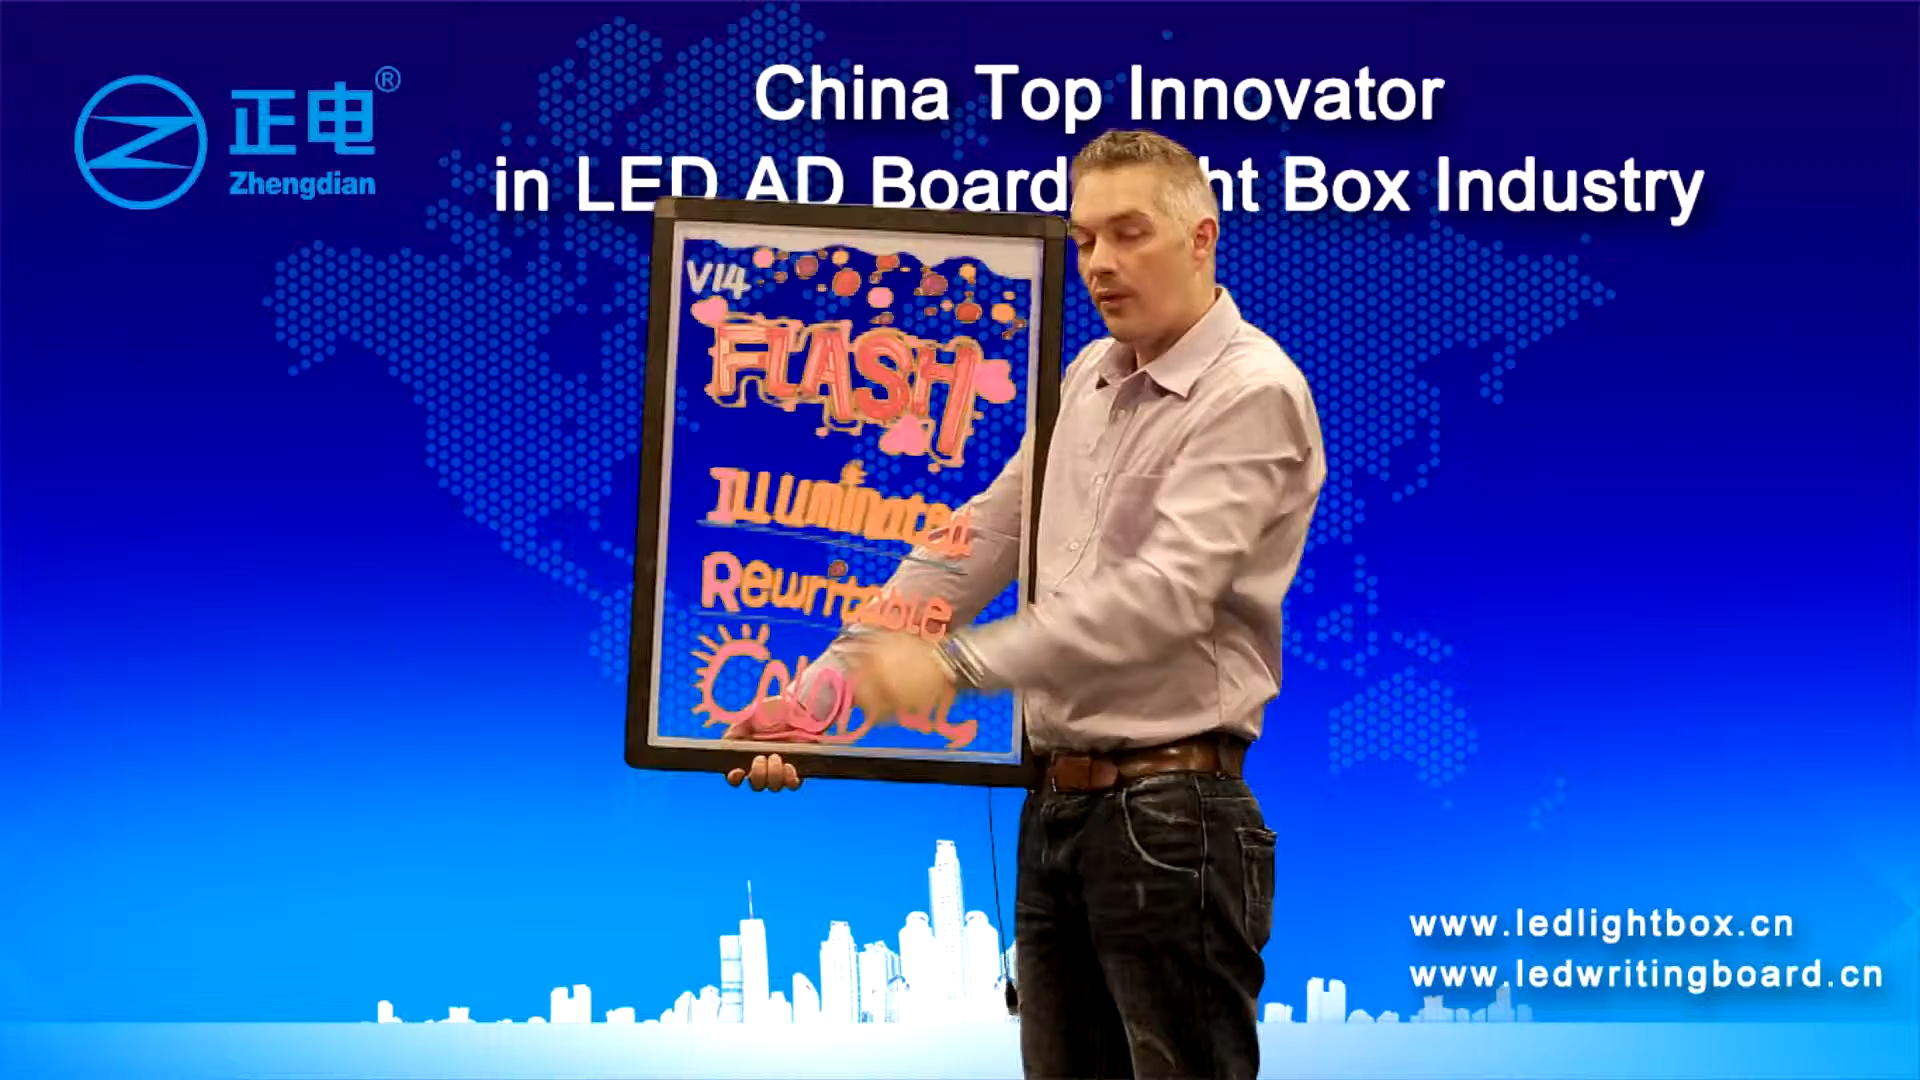 正电®
Zhengdian
China Top Innovator
in LED AD Board ht Box Industry
V14
FLASH
Illuminated
Rewritable
www.ledlightbox.cn
www.ledwritingboard.cn